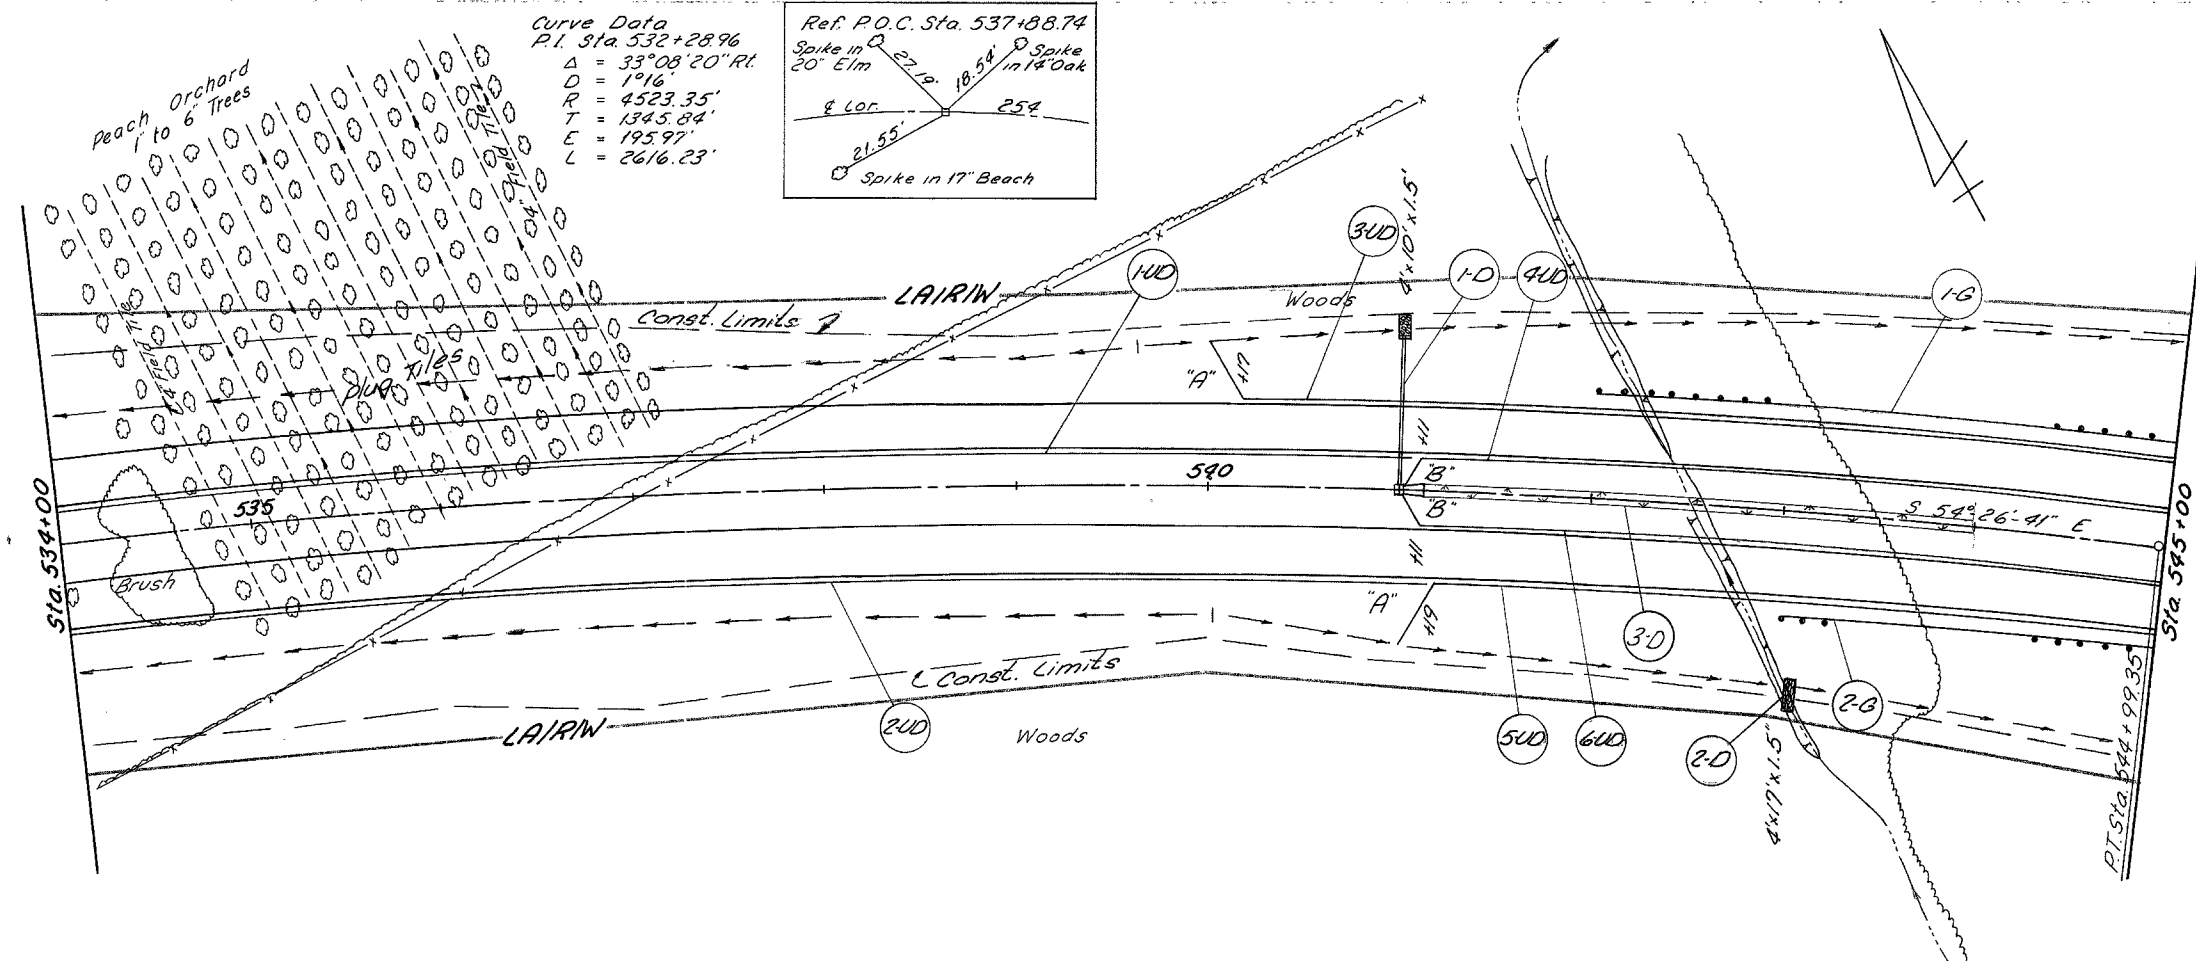 Curve Data
P.I. Sta. 532+28.96
Δ = 33°08'20" Rt.
D = 1°16'
R = 4523.35'
T = 1345.84'
E = 195.97'
L = 2616.23'
Ref. P.O.C. Sta. 537+88.74
Spike in
20" Elm
27.19'
18.54'
Spike
in 14" Oak
℄ Lor.
254
21.55'
Spike in 17" Beach
Peach Orchard
1" to 6" Trees
4" Field Tile
4" Field Tile
Plug Tiles
LA/R/W
Const. Limits
1-UD
3-UD
4'x10'x1.5'
1-D
4-UD
Woods
1-G
"A"
+17
+11
"B"
"B"
+11
535
540
S 54°-26'-41" E
Sta. 534+00
Sta. 545+00
Brush
"A"
+19
3-D
Const. Limits
LA/R/W
2-UD
Woods
5-UD
6-UD
2-D
2-G
4'x17'x1.5'
P.T. Sta. 544+99.35